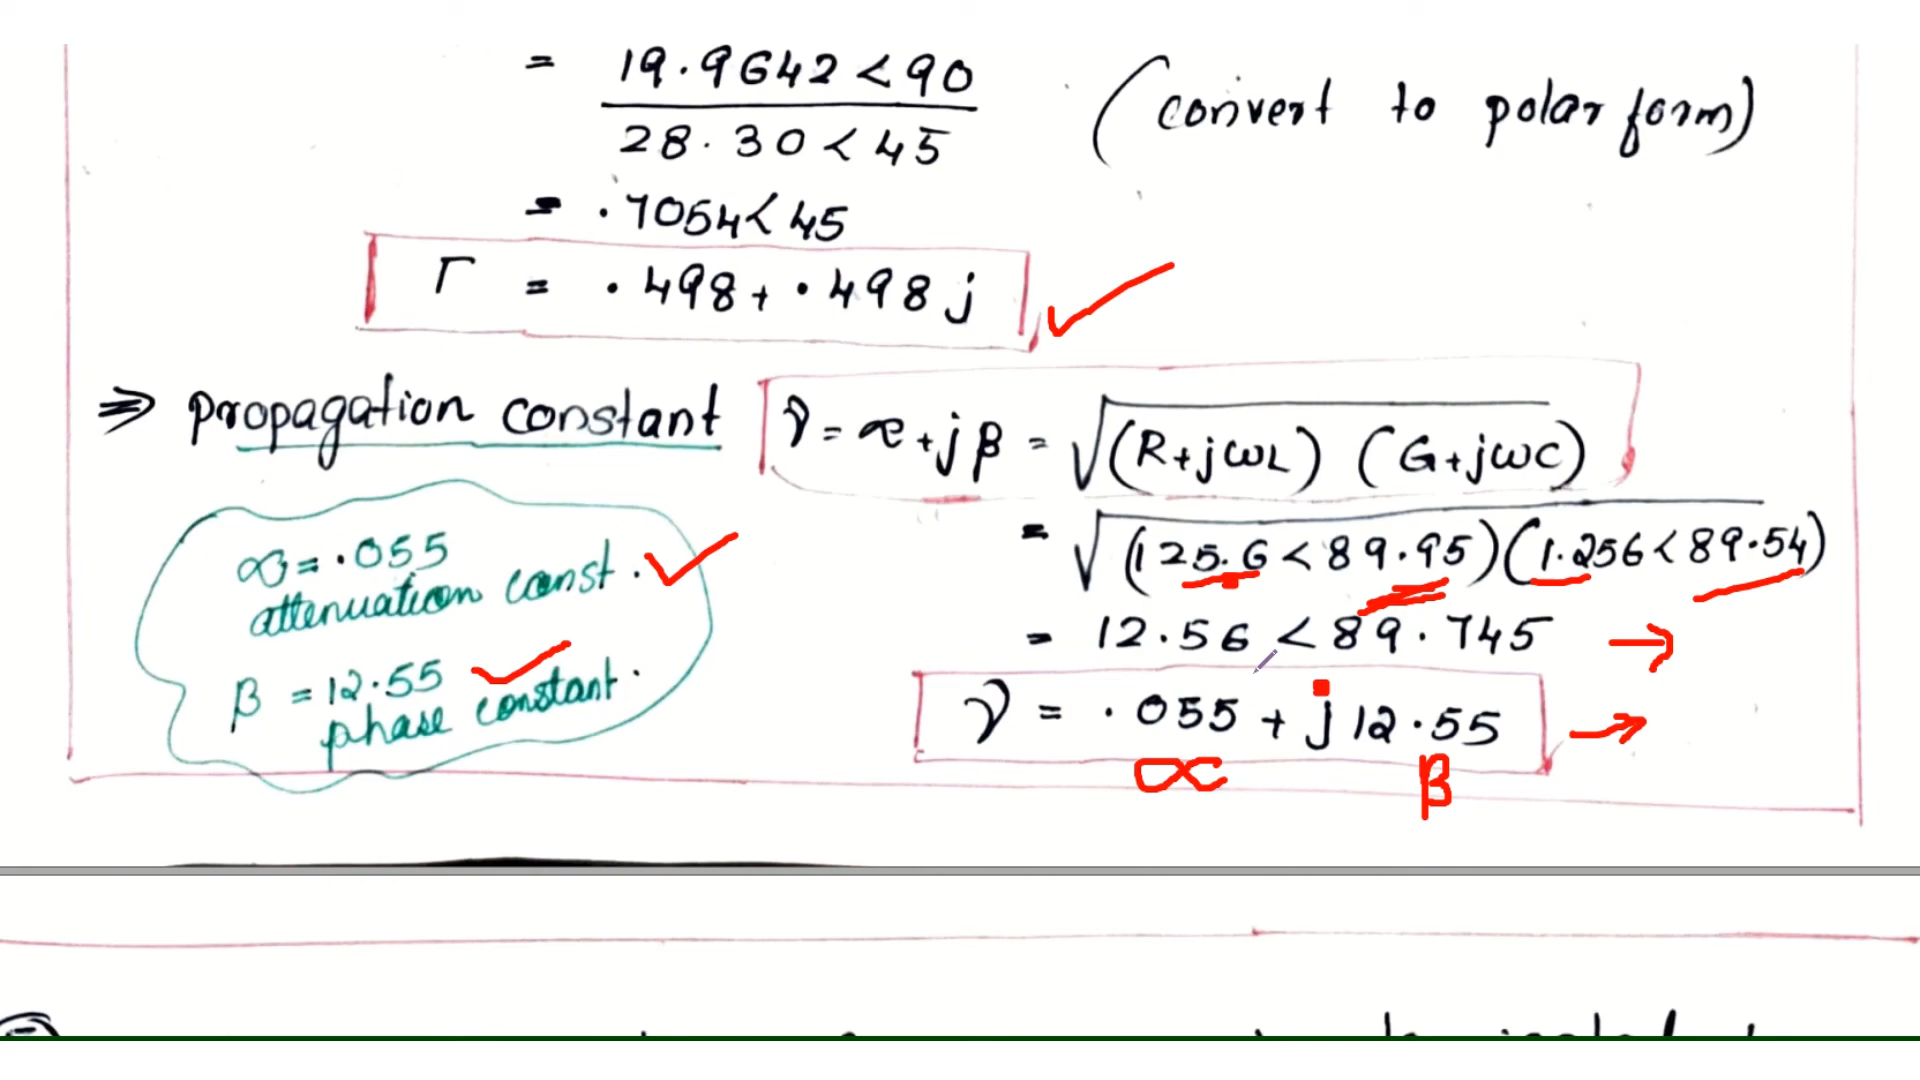 = 19.9642 < 90
28.30 < 45
(convert to polar form)
= .7054 < 45
Γ = .498 + .498 j
⇒ propagation constant γ = α + jβ = √(R+jωL) (G+jωC)
= √(125.6 < 89.95) (1.256 < 89.54)
= 12.56 < 89.745 →
γ = .055 + j 12.55 →
α β
α = .055
attenuation const.
β = 12.55
phase constant.